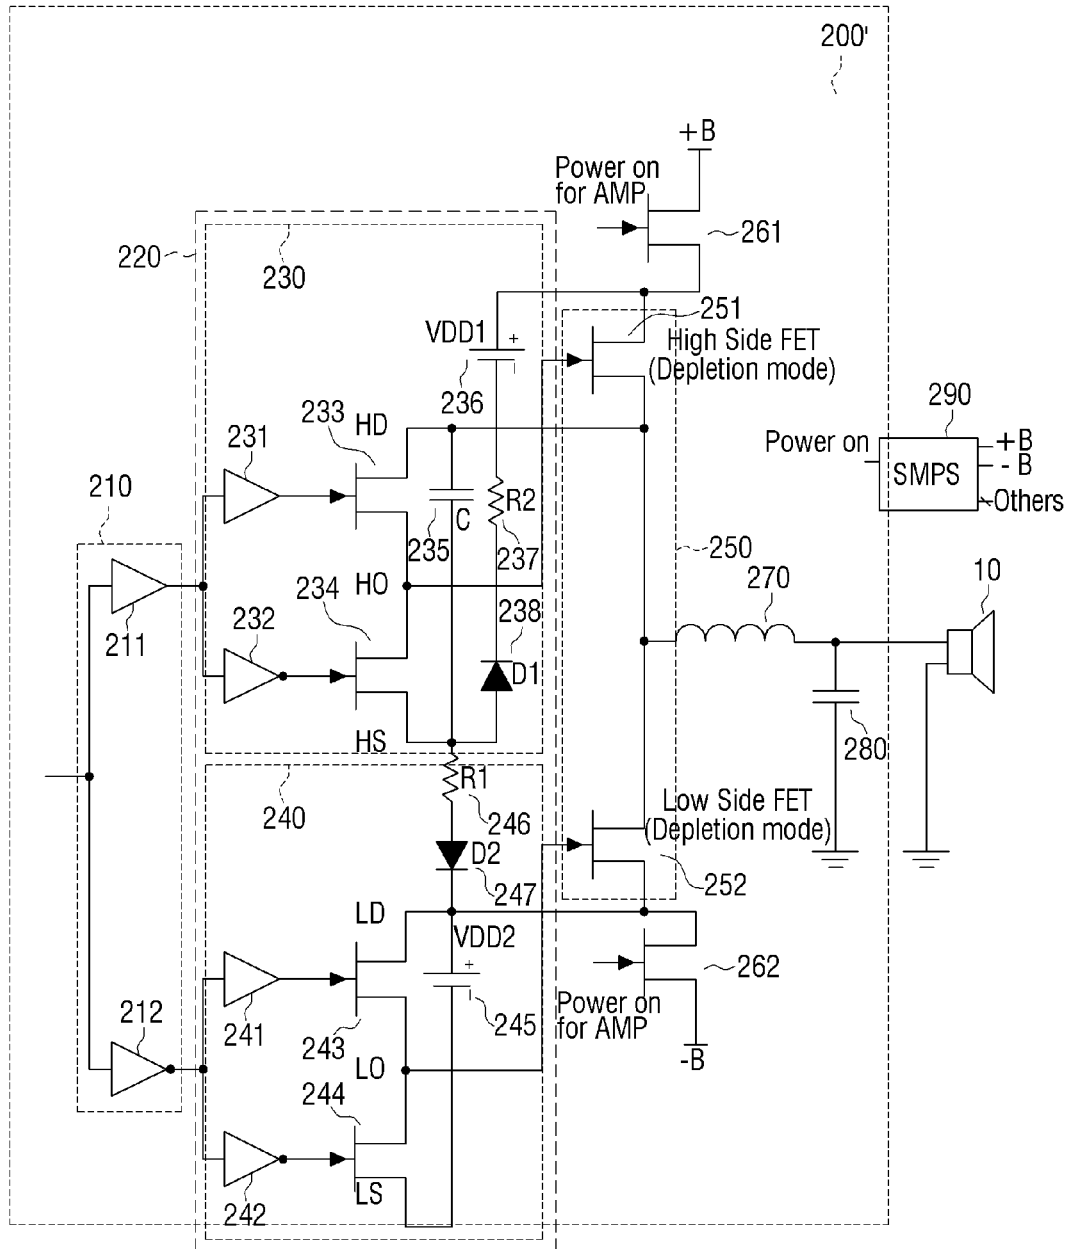 200'
+B
Power on
for AMP
261
220
230
251
VDD1
+
High Side FET
(Depletion mode)
236
290
233
HD
Power on
+B
- B
SMPS
Others
231
210
R2
C
235
237
250
270
10
234
HO
238
211
232
D1
280
HS
R1
240
246
Low Side FET
(Depletion mode)
D2
247
252
LD
VDD2
+
262
212
241
243
245
Power on
for AMP
-B
LO
244
242
LS